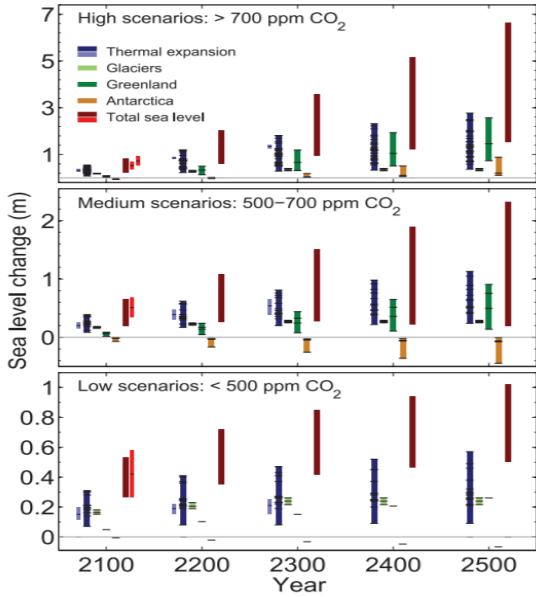 High scenarios: > 700 ppm CO2
Thermal expansion
Glaciers
Greenland
Antarctica
Total sea level
7
5
3
1
Medium scenarios: 500-700 ppm CO2
2
1
0
Low scenarios: < 500 ppm CO2
1
0.8
0.6
0.4
0.2
0
Sea level change (m)
2100 2200 2300 2400 2500
Year